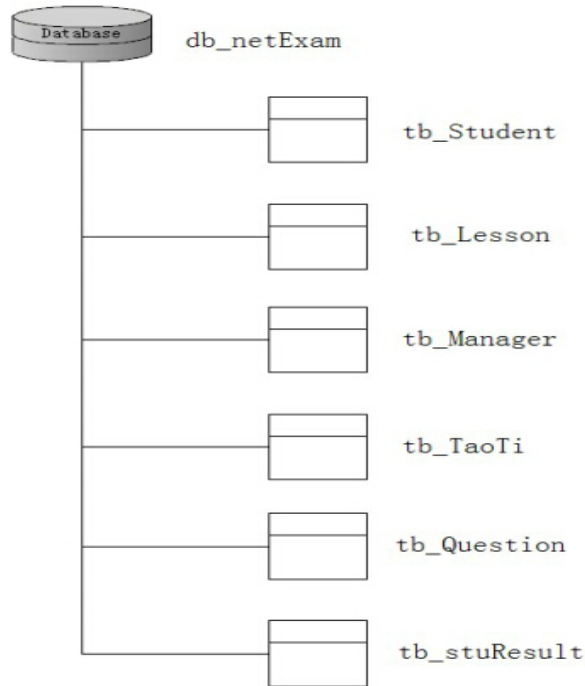 Database
db_netExam
tb_Student
tb_Lesson
tb_Manager
tb_TaoTi
tb_Question
tb_stuResult